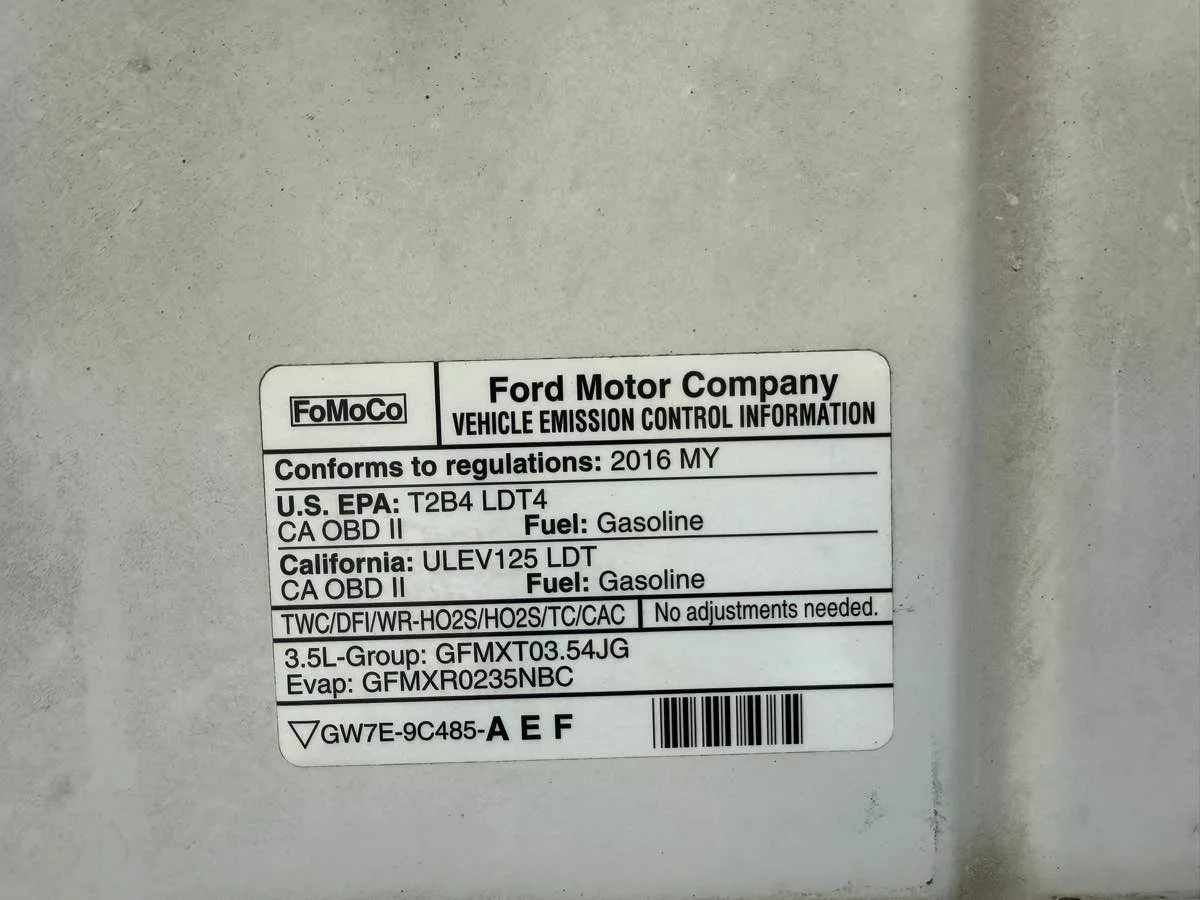 FoMoCo
Ford Motor Company
VEHICLE EMISSION CONTROL INFORMATION
Conforms to regulations: 2016 MY
U.S. EPA: T2B4 LDT4
CA OBD II Fuel: Gasoline
California: ULEV125 LDT
CA OBD II Fuel: Gasoline
TWC/DFI/WR-HO2S/HO2S/TC/CAC No adjustments needed.
3.5L-Group: GFMXT03.54JG
Evap: GFMXR0235NBC
GW7E-9C485-A E F